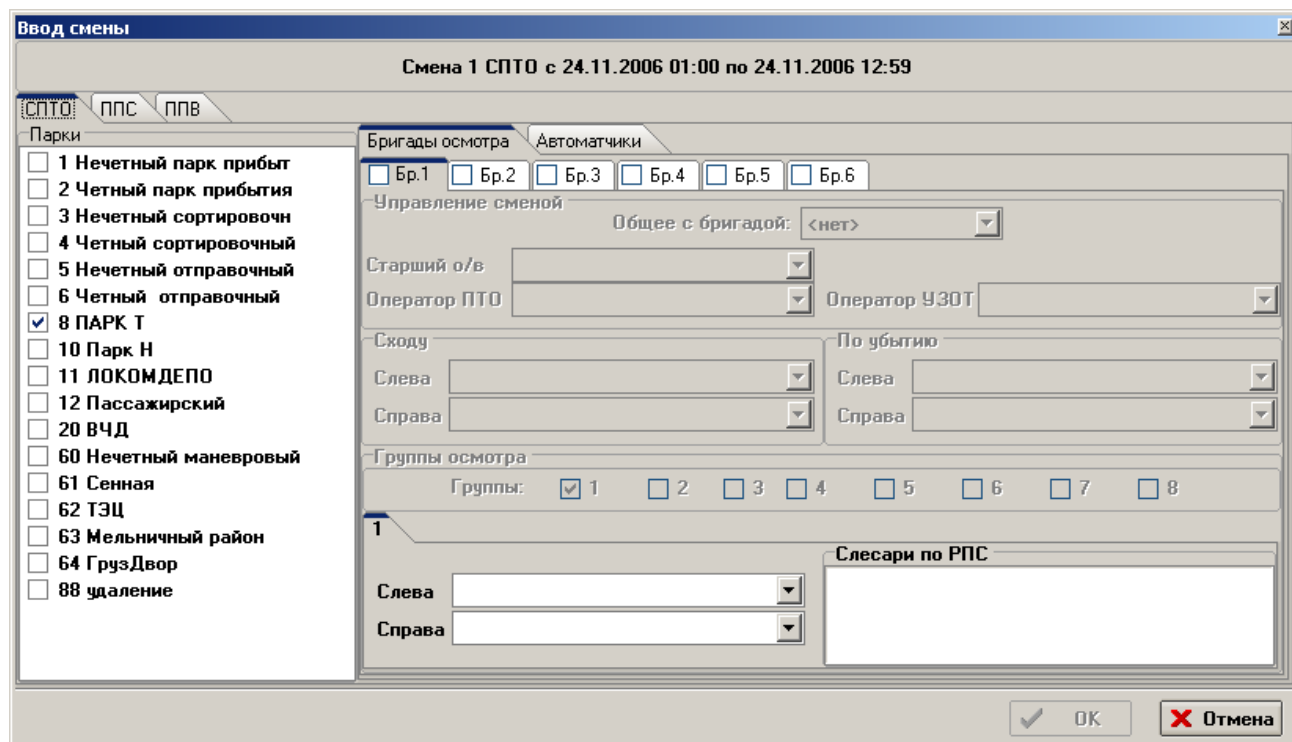 Ввод смены
Смена 1 СПТО с 24.11.2006 01:00 по 24.11.2006 12:59
СПТО ППС ППВ
Парки
1 Нечетный парк прибыт
2 Четный парк прибытия
3 Нечетный сортировочн
4 Четный сортировочный
5 Нечетный отправочный
6 Четный отправочный
8 ПАРК Т
10 Парк Н
11 ЛОКОМДЕПО
12 Пассажирский
20 ВЧД
60 Нечетный маневровый
61 Сенная
62 ТЭЦ
63 Мельничный район
64 ГрузДвор
88 удаление
Бригады осмотра Автоматчики
Бр.1 Бр.2 Бр.3 Бр.4 Бр.5 Бр.6
Управление сменой
Общее с бригадой: <нет>
Старший о/в
Оператор ПТО Оператор УЗОТ
Сходу По убытию
Слева Слева
Справа Справа
Группы осмотра
Группы: 1 2 3 4 5 6 7 8
1
Слесари по РПС
Слева
Справа
OK Отмена